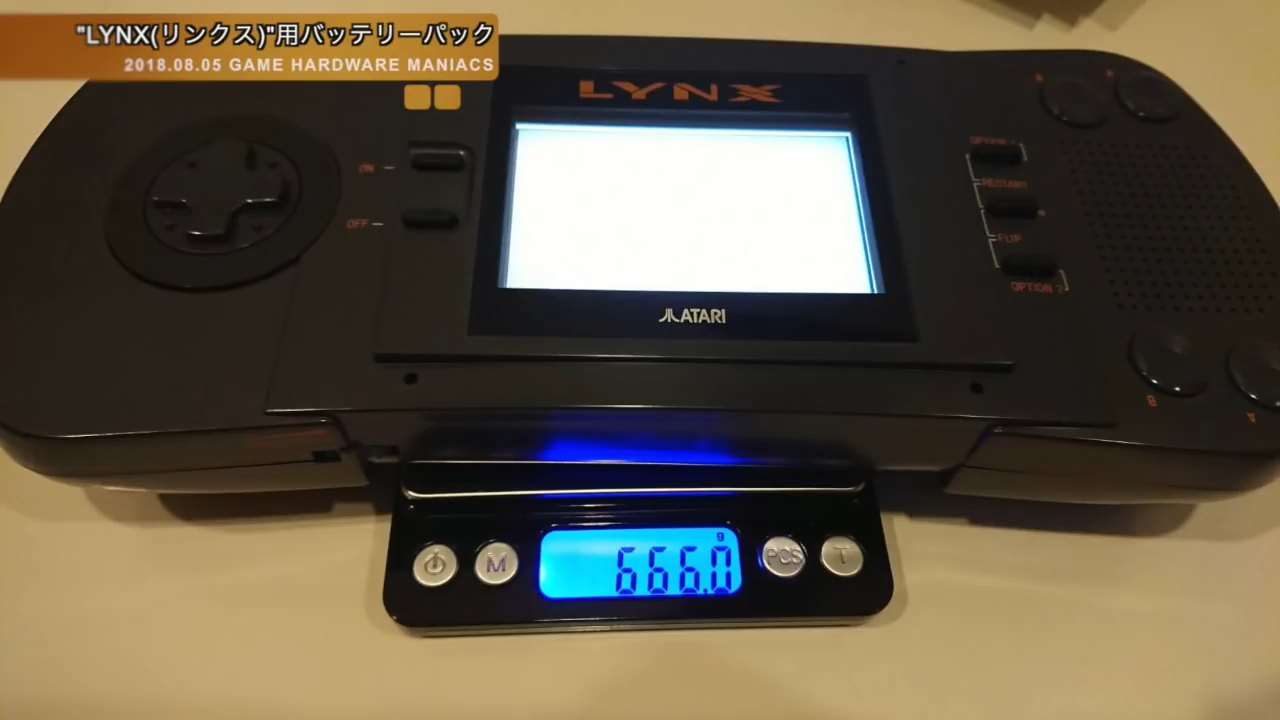 "LYNX(リンクス)"用バッテリーパック
2018.08.05 GAME HARDWARE MANIACS
LYNX
ON
OFF
OPTION 1
RESTART
FLIP
OPTION 2
ATARI
B
A
M
g
666.0
PCS
T